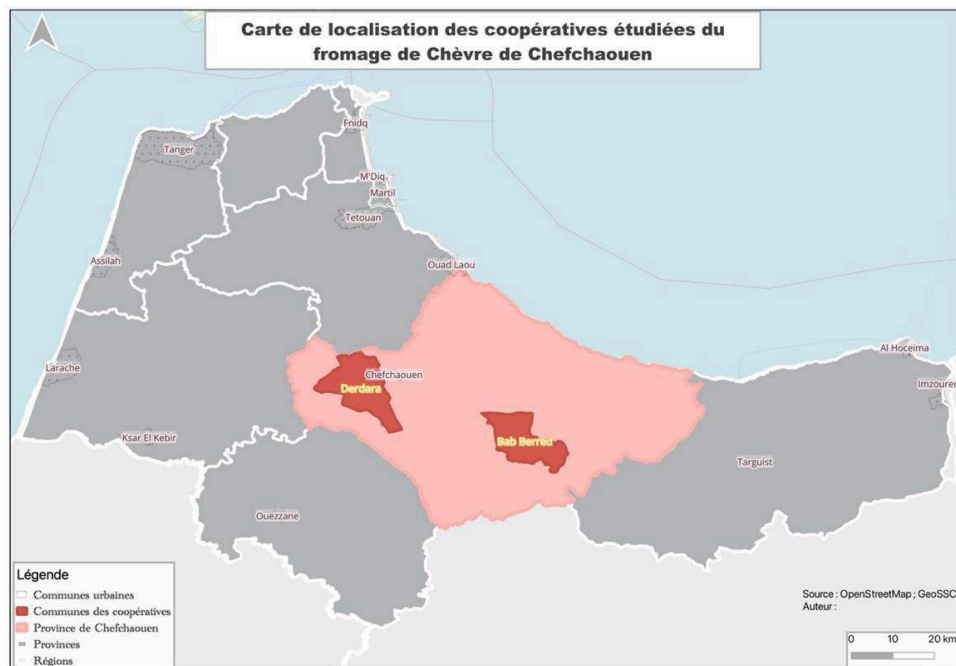 Carte de localisation des coopératives étudiées du
fromage de Chèvre de Chefchaouen
Fnidq
Tanger
M'Diq
Martil
Tetouan
Assilah
Ouad Laou
Al Hoceima
Larache
Chefchaouen
Derdara
Imzouren
Ksar El Kebir
Bab Berred
Targuist
Ouezzane
Légende
Communes urbaines
Communes des coopératives
Province de Chefchaouen
Provinces
Régions
Source : OpenStreetMap ; GeoSSC
Auteur :
0 10 20 km